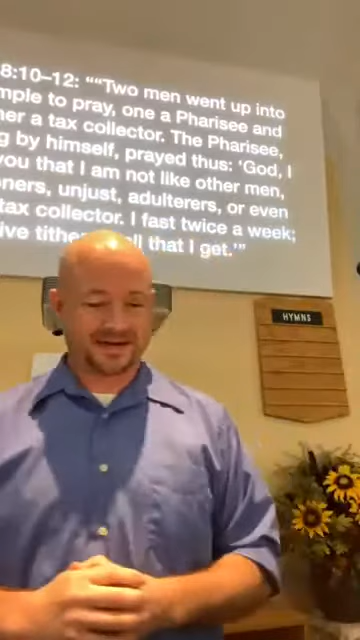 8:10–12: ““Two men went up into
mple to pray, one a Pharisee and
her a tax collector. The Pharisee,
g by himself, prayed thus: ‘God, I
you that I am not like other men,
oners, unjust, adulterers, or even
tax collector. I fast twice a week;
ive tithes all that I get.’”
HYMNS